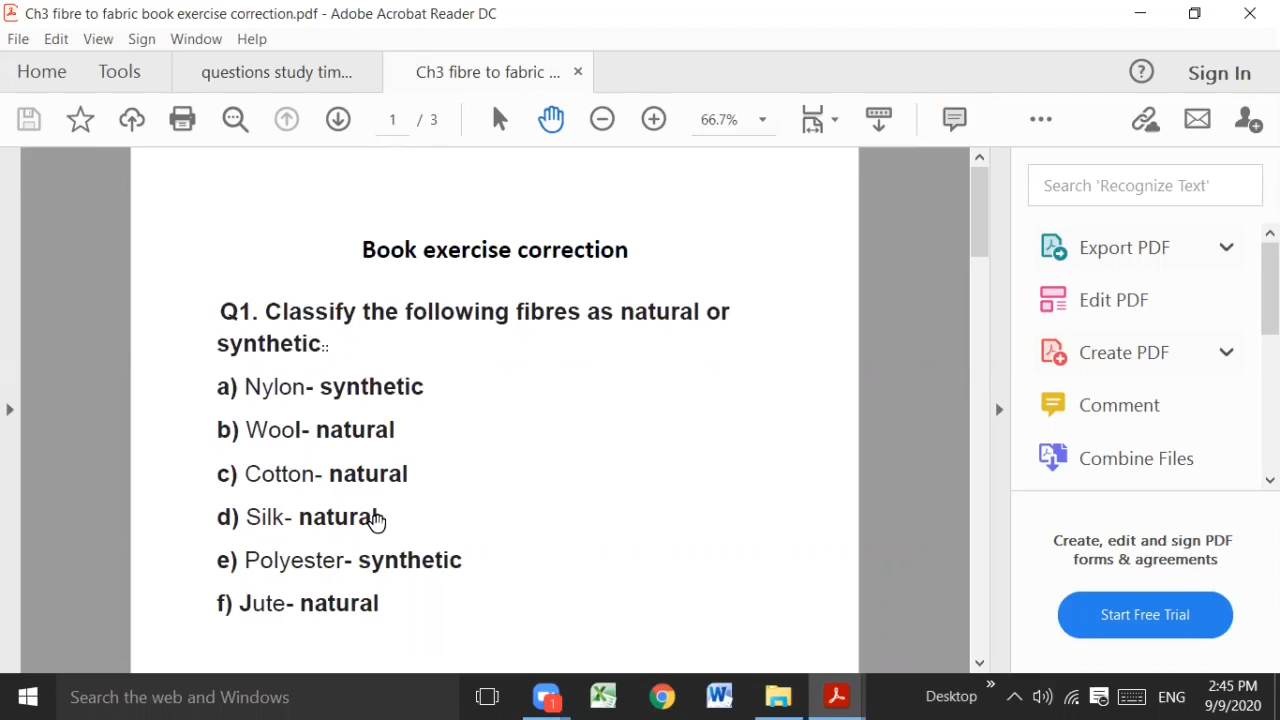 Ch3 fibre to fabric book exercise correction.pdf - Adobe Acrobat Reader DC
File Edit View Sign Window Help
Home Tools questions study tim... Ch3 fibre to fabric ... × ? Sign In
1 / 3 66.7%
Search 'Recognize Text'
Export PDF
Edit PDF
Create PDF
Comment
Combine Files
Create, edit and sign PDF
forms & agreements
Start Free Trial
Book exercise correction
Q1. Classify the following fibres as natural or
synthetic::
a) Nylon- synthetic
b) Wool- natural
c) Cotton- natural
d) Silk- natural
e) Polyester- synthetic
f) Jute- natural
Search the web and Windows 1 Desktop » ENG 2:45 PM
9/9/2020